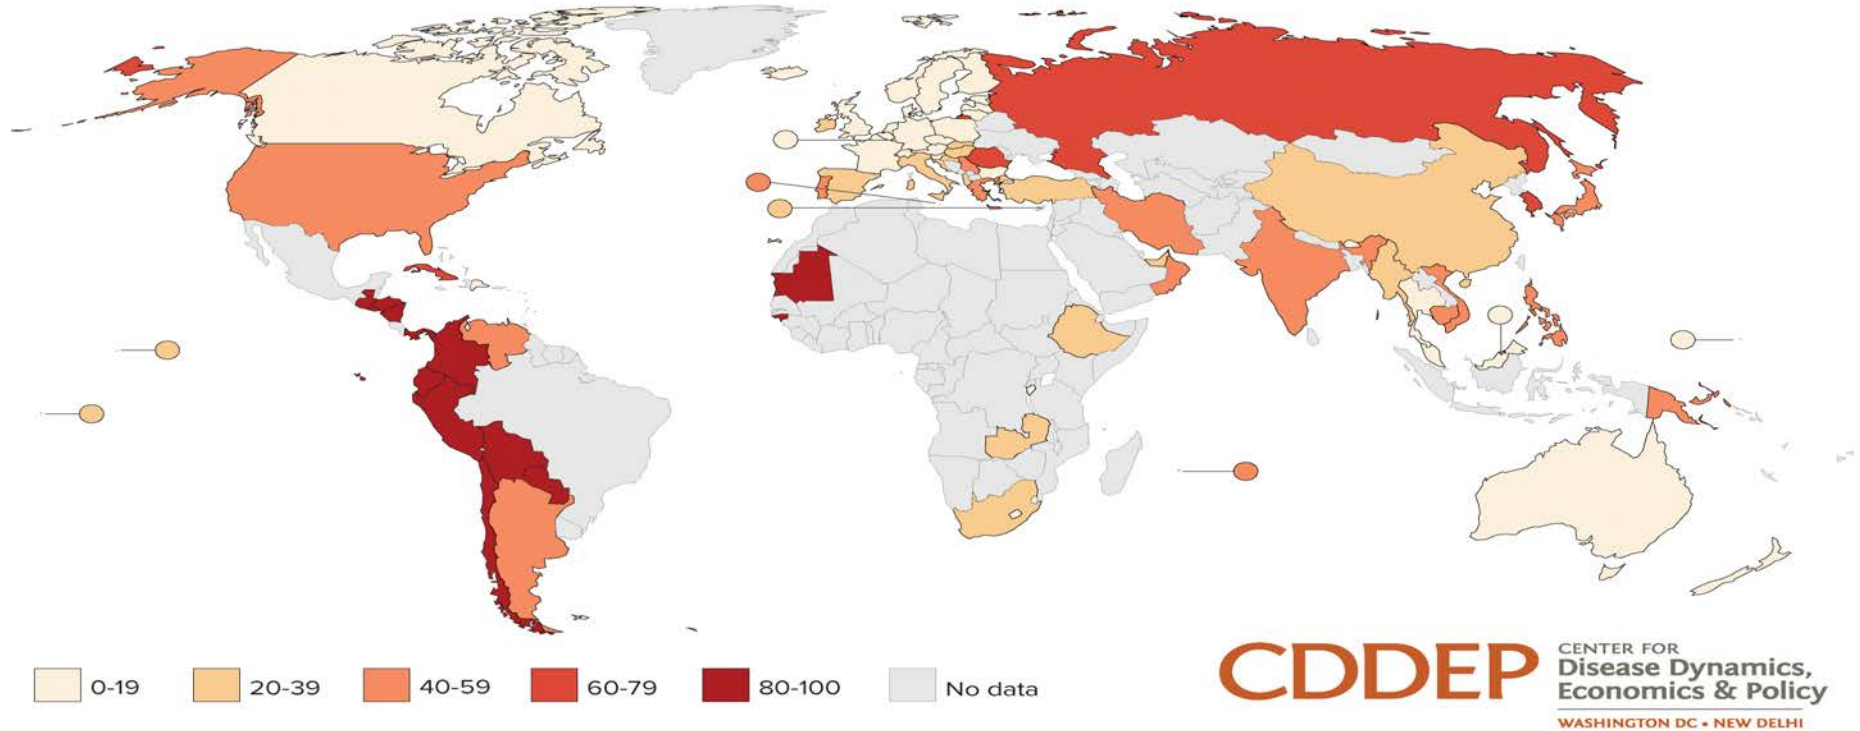 0-19
20-39
40-59
60-79
80-100
No data
CDDEP
CENTER FOR
Disease Dynamics,
Economics & Policy
WASHINGTON DC • NEW DELHI